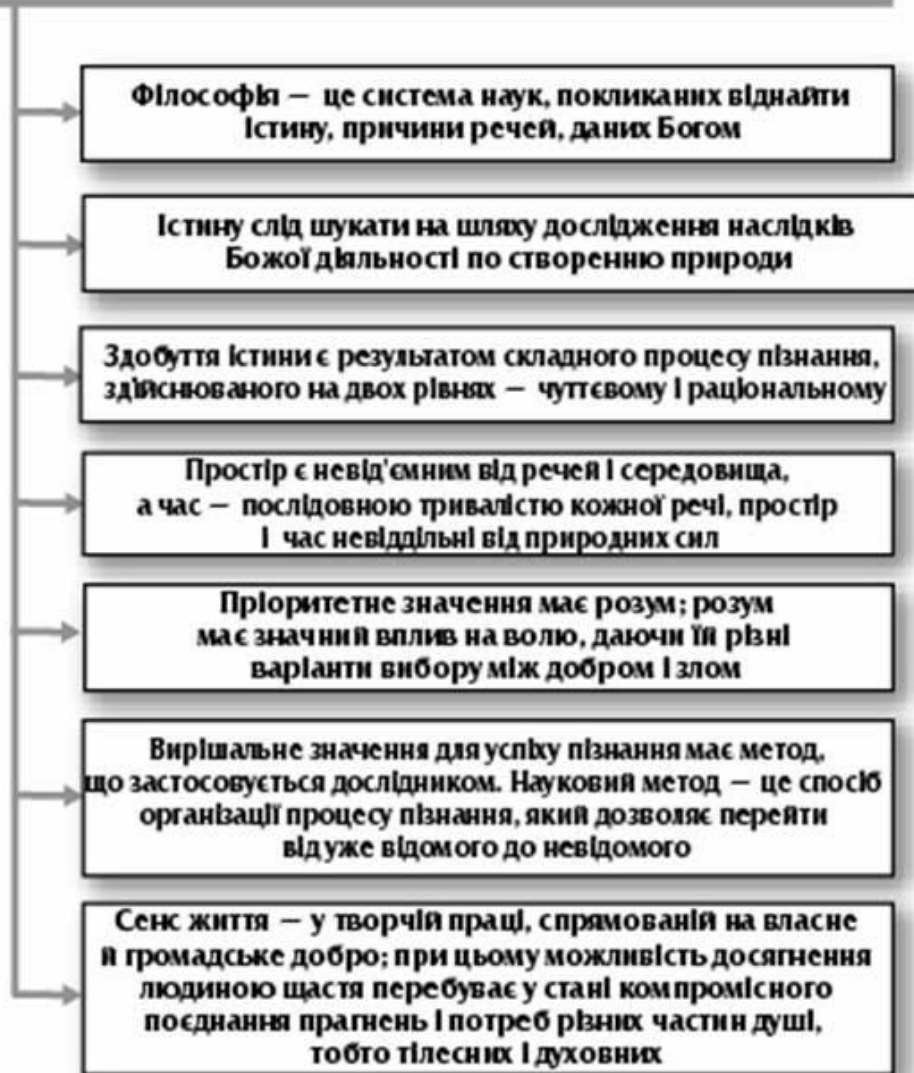 Філософія — це система наук, покликаних віднайти
істину, причини речей, даних Богом
Істину слід шукати на шляху дослідження наслідків
Божої діяльності по створенню природи
Здобуття істини є результатом складного процесу пізнання,
здійснюваного на двох рівнях — чуттєвому і раціональному
Простір є невід'ємним від речей і середовища,
а час — послідовною тривалістю кожної речі, простір
і час невіддільні від природних сил
Пріоритетне значення має розум; розум
має значний вплив на волю, даючи їй різні
варіанти вибору між добром і злом
Вирішальне значення для успіху пізнання має метод,
що застосовується дослідником. Науковий метод — це спосіб
організації процесу пізнання, який дозволяє перейти
від уже відомого до невідомого
Сенс життя — у творчій праці, спрямованій на власне
й громадське добро; при цьому можливість досягнення
людиною щастя перебуває у стані компромісного
поєднання прагнень і потреб різних частин душі,
тобто тілесних і духовних